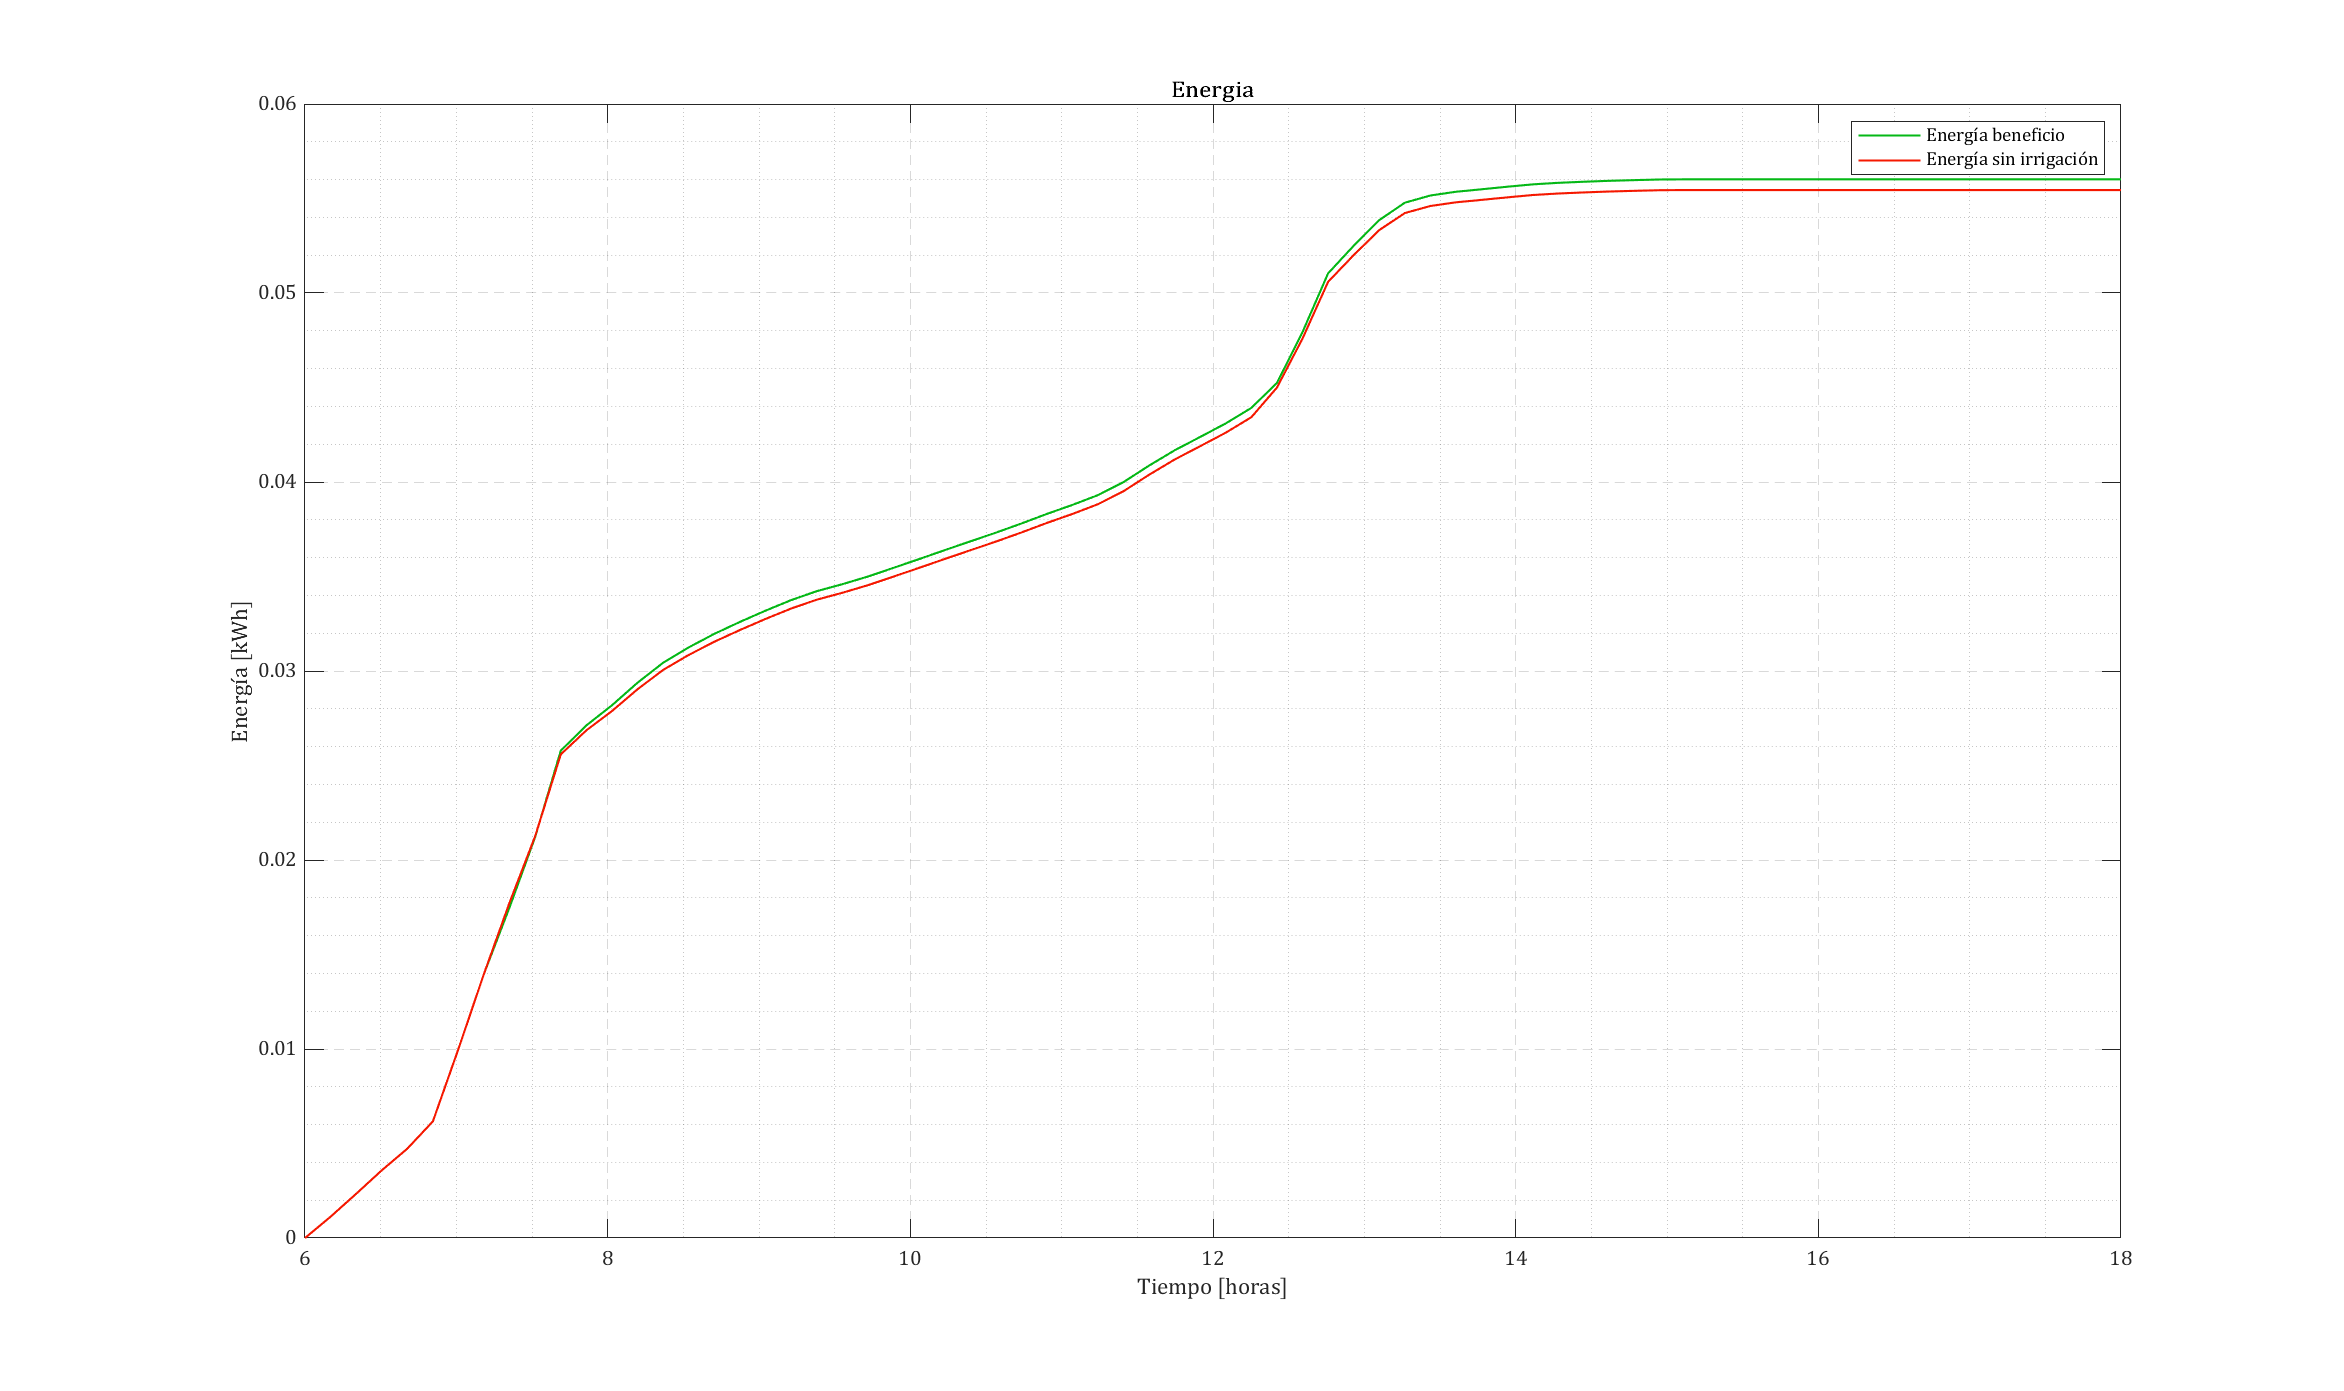 Energia
0.06
0.05
0.04
0.03
0.02
0.01
0
Energía [kWh]
Energía beneficio
Energía sin irrigación
6 8 10 12 14 16 18
Tiempo [horas]